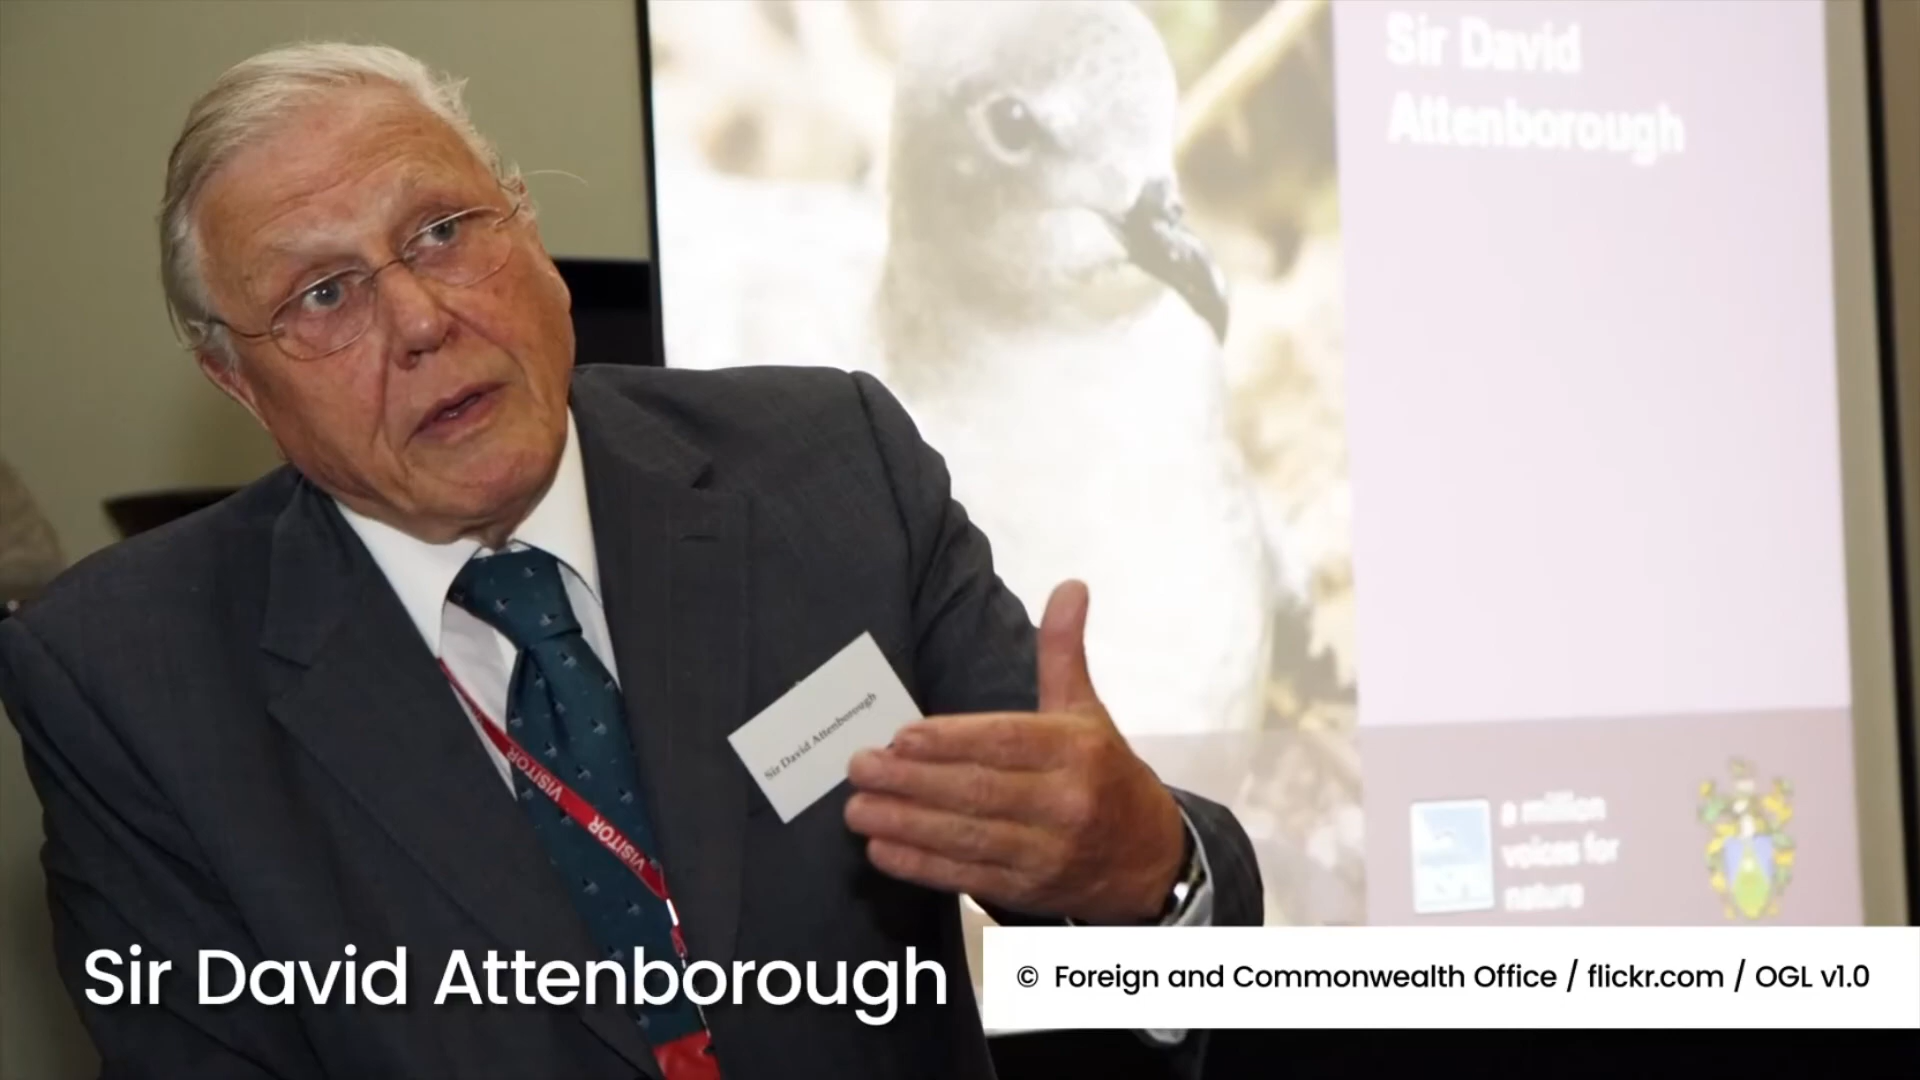 Sir David
Attenborough
Sir David Attenborough
VISITOR
VISITOR
a million
voices for
nature
Sir David Attenborough
© Foreign and Commonwealth Office / flickr.com / OGL v1.0